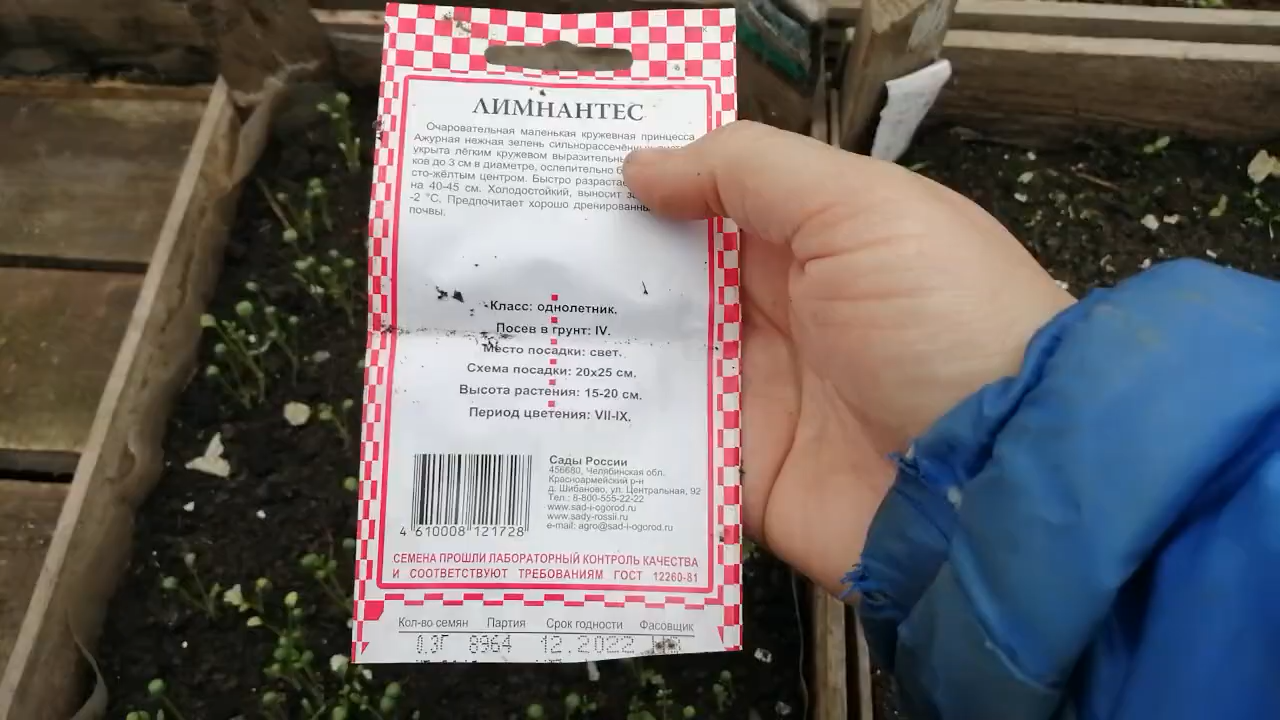 ЛИМНАНТЕС
Очаровательная маленькая кружевная принцесса.
Ажурная нежная зелень сильнорассечённых
укрыта лёгким кружевом
ков до 3 см в диаметре, ослепительно
сто-жёлтым центром. Быстро
на 40-45 см. Холодостойкий, выносит
-2 °С. Предпочитает хорошо
почвы.
Класс: однолетник.
Посев в грунт: IV.
Место посадки: свет.
Схема посадки: 20x25 см.
Высота растения: 15-20 см.
Период цветения: VII-IX.
Сады России
456680, Челябинская обл.
Красноармейский р-н
д. Шибаново, ул. Центральная, 92
Тел.: 8-800-555-22-22
www.sad-i-ogorod.ru
www.sady-rossii.ru
e-mail: agro@sad-i-ogorod.ru
4 610008 121728
СЕМЕНА ПРОШЛИ ЛАБОРАТОРНЫЙ КОНТРОЛЬ КАЧЕСТВА
И СООТВЕТСТВУЮТ ТРЕБОВАНИЯМ ГОСТ 12260-81
Кол-во семян Партия Срок годности Фасовщик
0.3Г 8964 12.2022